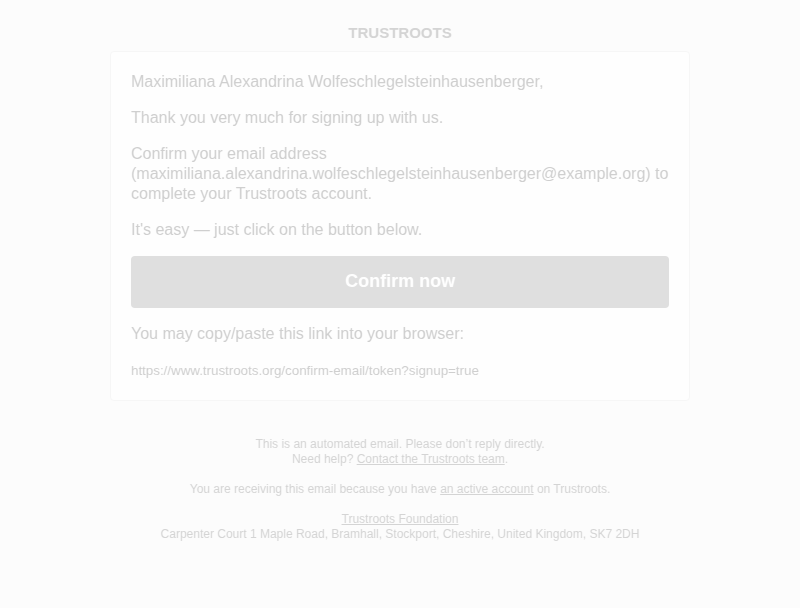 TRUSTROOTS
Maximiliana Alexandrina Wolfeschlegelsteinhausenberger,
Thank you very much for signing up with us.
Confirm your email address
(maximiliana.alexandrina.wolfeschlegelsteinhausenberger@example.org) to
complete your Trustroots account.
It’s easy — just click on the button below.
Confirm now
You may copy/paste this link into your browser:
https://www.trustroots.org/confirm-email/token?signup=true
This is an automated email. Please don’t reply directly.
Need help? Contact the Trustroots team.
You are receiving this email because you have an active account on Trustroots.
Trustroots Foundation
Carpenter Court 1 Maple Road, Bramhall, Stockport, Cheshire, United Kingdom, SK7 2DH